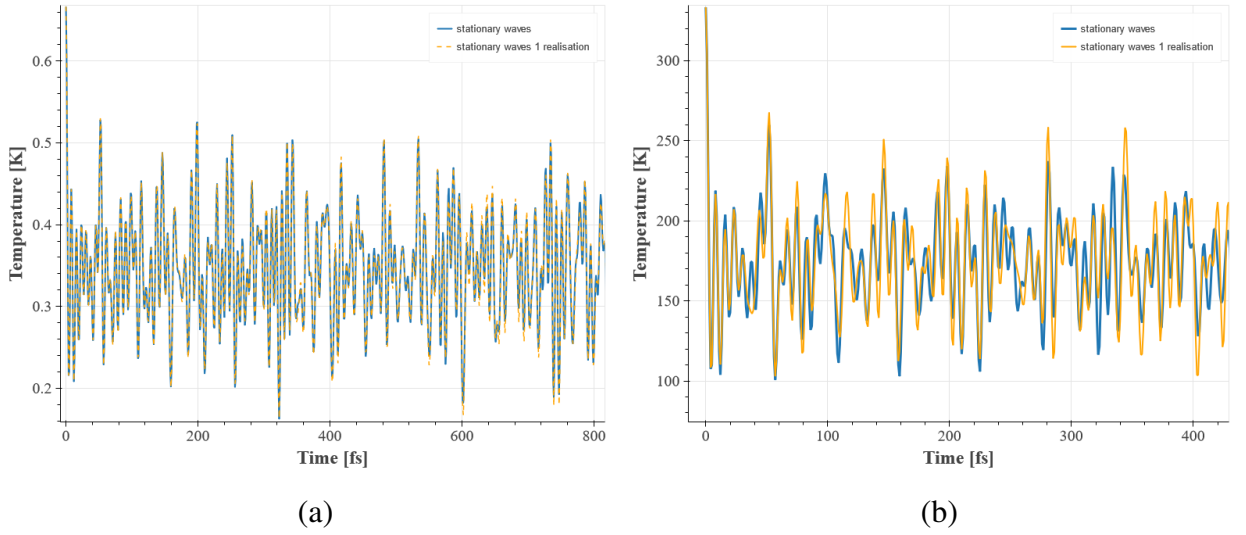 stationary waves
stationary waves 1 realisation
Temperature [K]
0.6
0.5
0.4
0.3
0.2
0
200
400
600
800
Time [fs]
(a)
stationary waves
stationary waves 1 realisation
Temperature [K]
300
250
200
150
100
0
100
200
300
400
Time [fs]
(b)